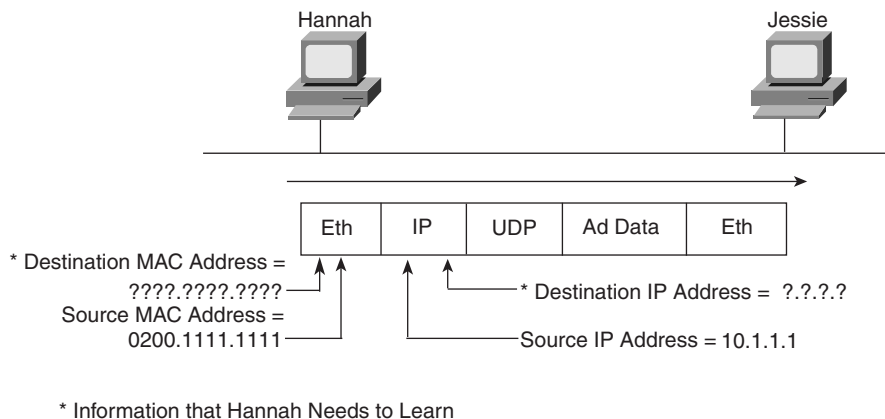 Hannah
Jessie
Eth
IP
UDP
Ad Data
Eth
* Destination MAC Address =
????.????.????
Source MAC Address =
0200.1111.1111
* Destination IP Address = ?.?.?.?
Source IP Address = 10.1.1.1
* Information that Hannah Needs to Learn